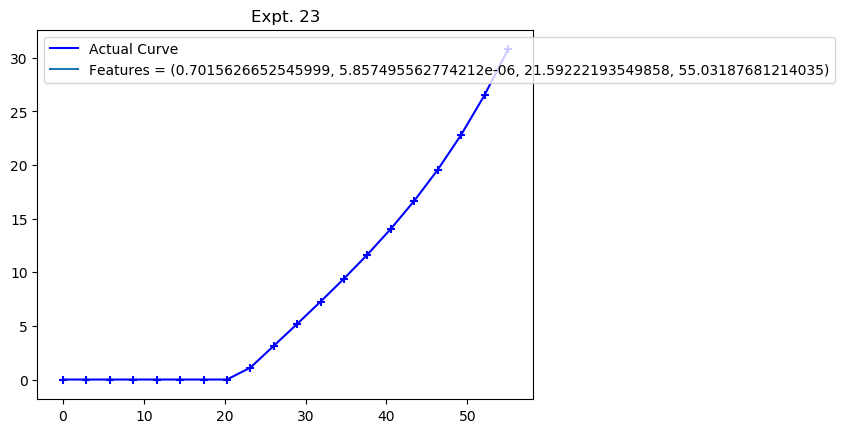 Expt. 23
Actual Curve
Features = (0.7015626652545999, 5.857495562774212e-06, 21.59222193549858, 55.03187681214035)
30
25
20
15
10
5
0
0 10 20 30 40 50